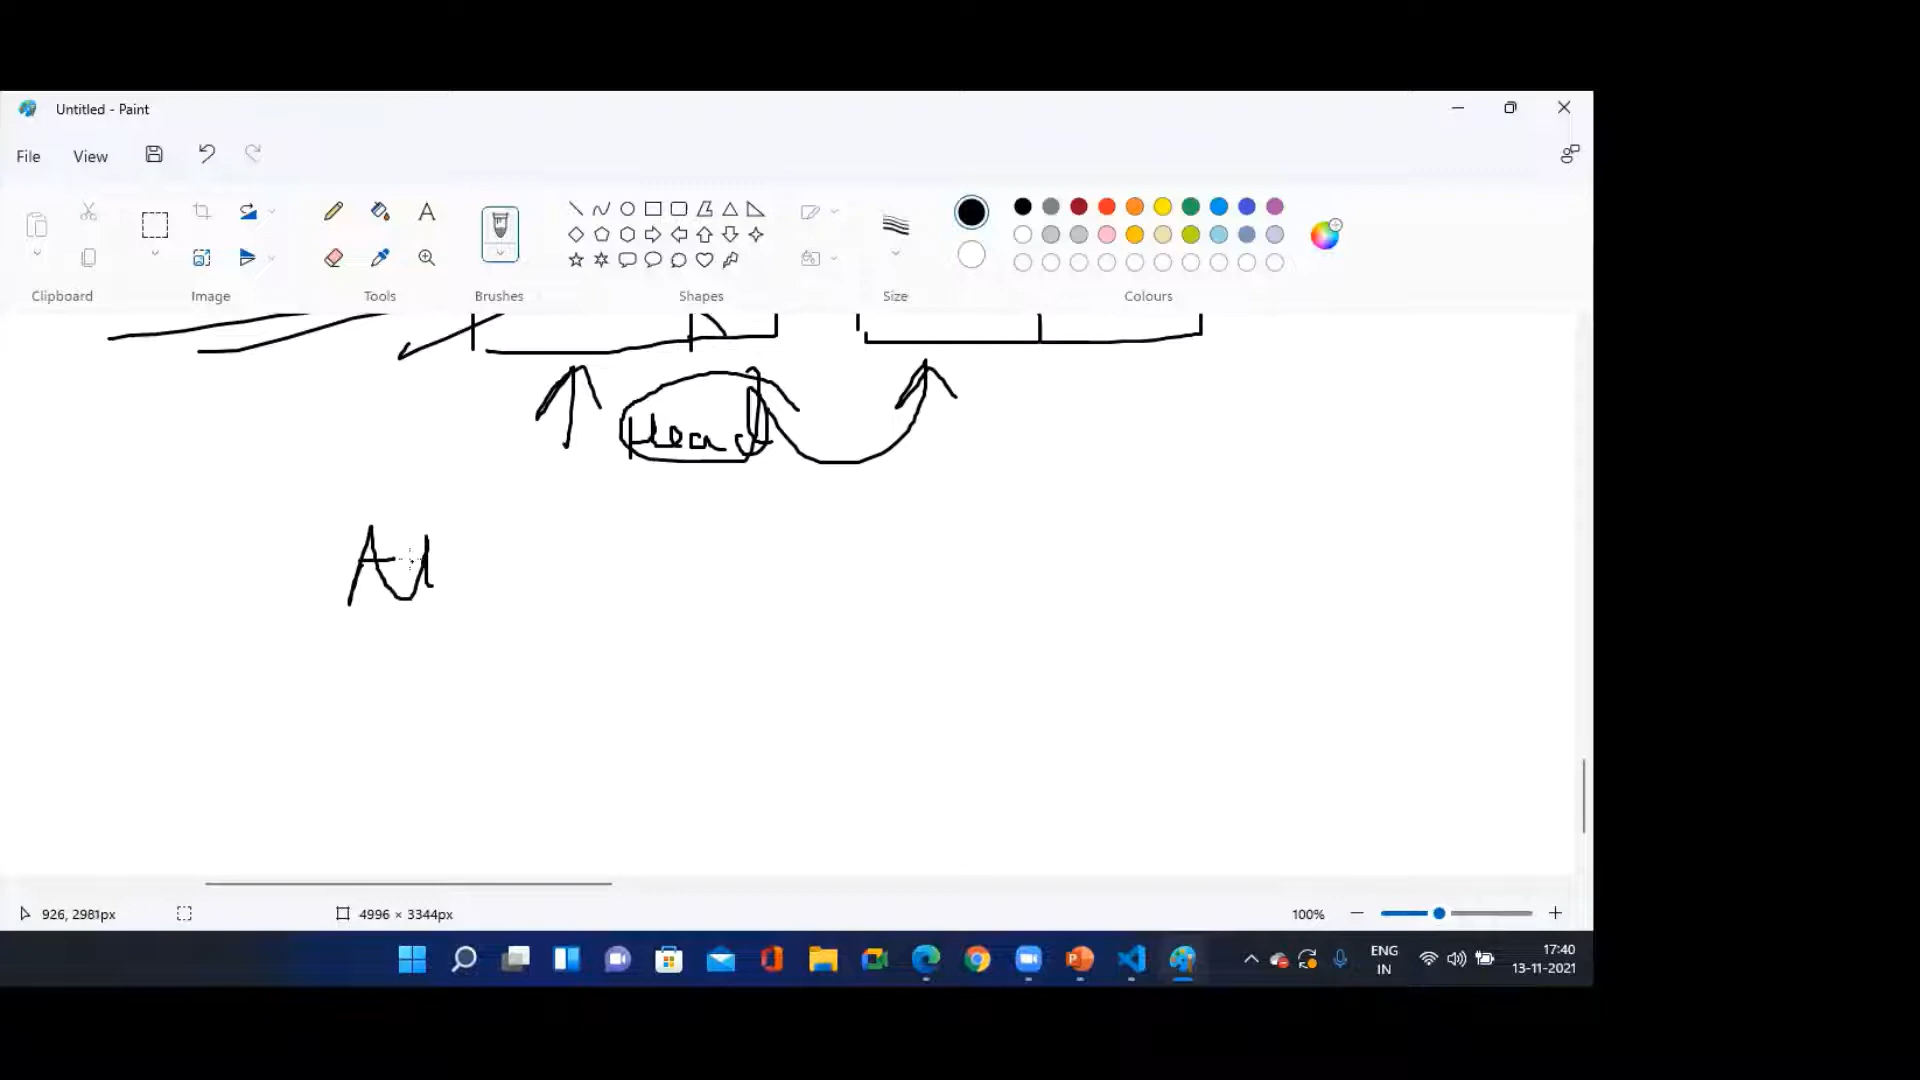 Untitled - Paint
File View
Clipboard Image Tools Brushes Shapes Size Colours
Head
926, 2981px 4996 × 3344px 100%
ENG 17:40
IN 13-11-2021